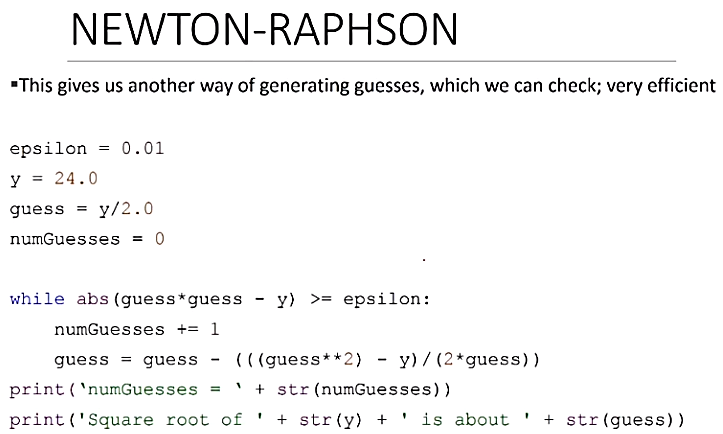 NEWTON-RAPHSON
▪This gives us another way of generating guesses, which we can check; very efficient
epsilon = 0.01
y = 24.0
guess = y/2.0
numGuesses = 0
while abs(guess*guess - y) >= epsilon:
    numGuesses += 1
    guess = guess - (((guess**2) - y)/(2*guess))
print('numGuesses = ' + str(numGuesses))
print('Square root of ' + str(y) + ' is about ' + str(guess))